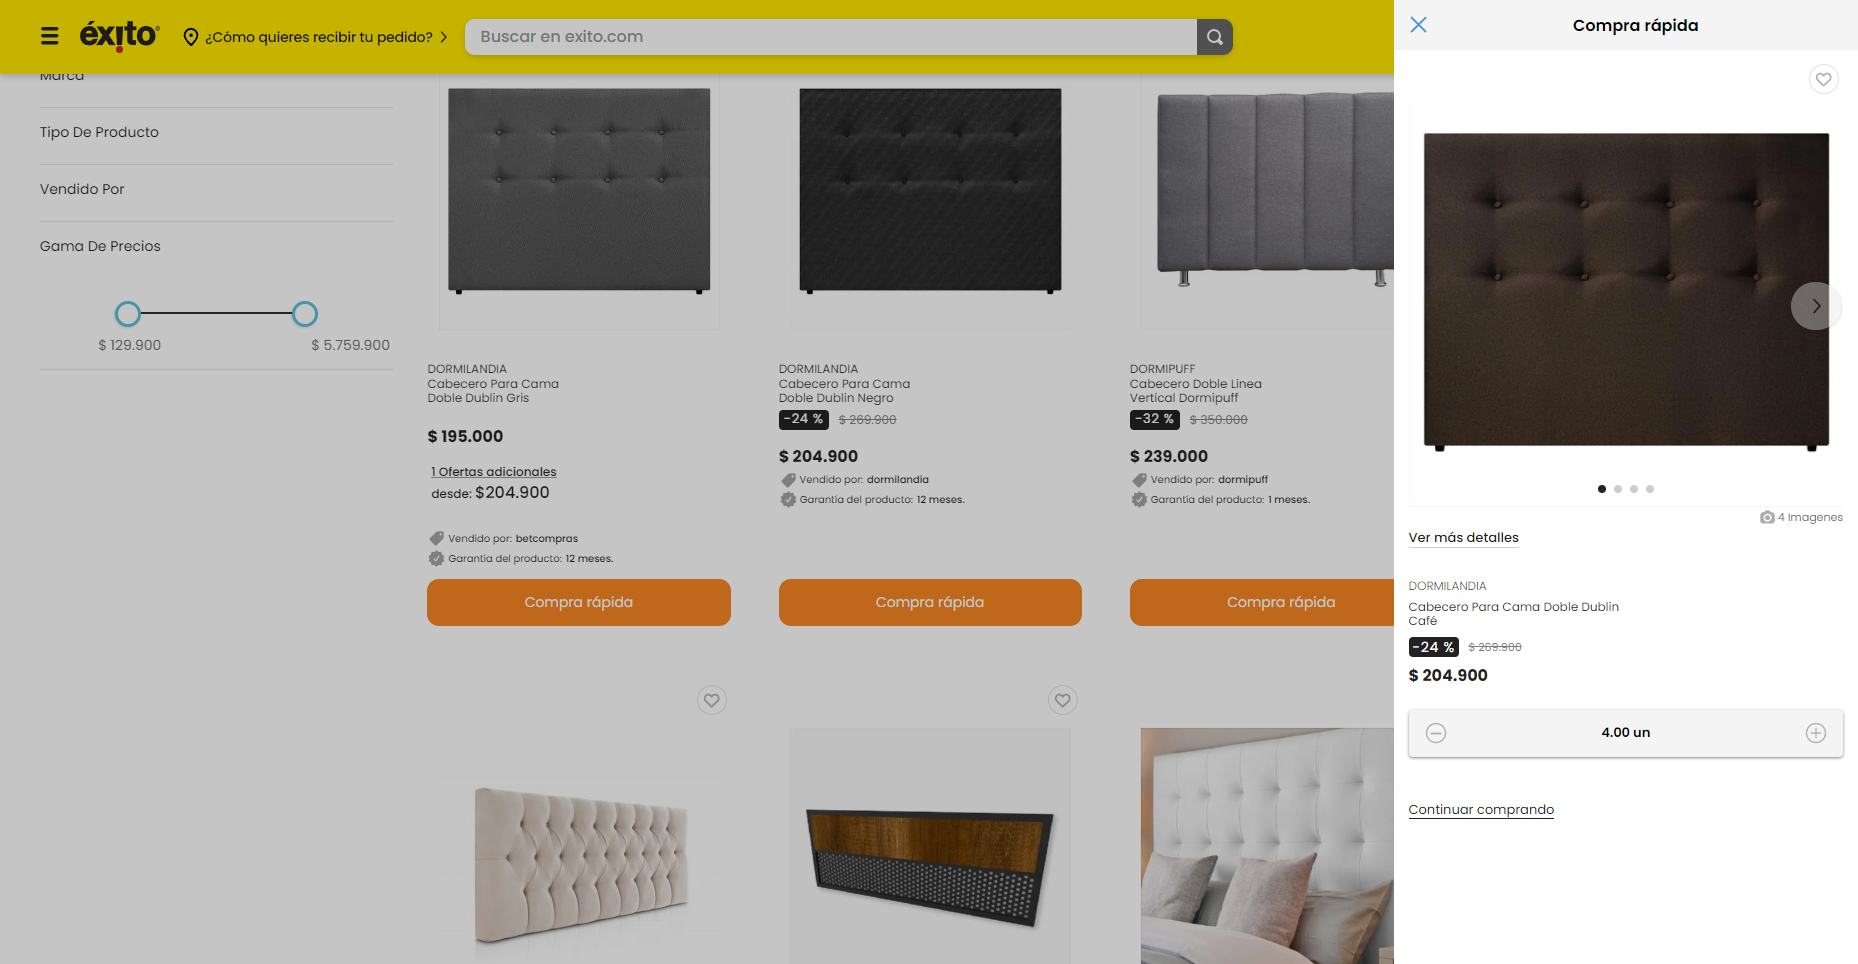 éxito
¿Cómo quieres recibir tu pedido?
Buscar en exito.com
Marca
Tipo De Producto
Vendido Por
Gama De Precios
$ 129.900
$ 5.759.900
DORMILANDIA
Cabecero Para Cama
Doble Dublin Gris
$ 195.000
1 Ofertas adicionales
desde: $204.900
Vendido por: betcompras
Garantía del producto: 12 meses.
Compra rápida
DORMILANDIA
Cabecero Para Cama
Doble Dublin Negro
-24 % $ 269.900
$ 204.900
Vendido por: dormilandia
Garantía del producto: 12 meses.
Compra rápida
DORMIPUFF
Cabecero Doble Linea
Vertical Dormipuff
-32 % $ 350.000
$ 239.000
Vendido por: dormipuff
Garantía del producto: 1 meses.
Compra rápida
Compra rápida
4 Imagenes
Ver más detalles
DORMILANDIA
Cabecero Para Cama Doble Dublin
Café
-24 % $ 269.900
$ 204.900
4.00 un
Continuar comprando